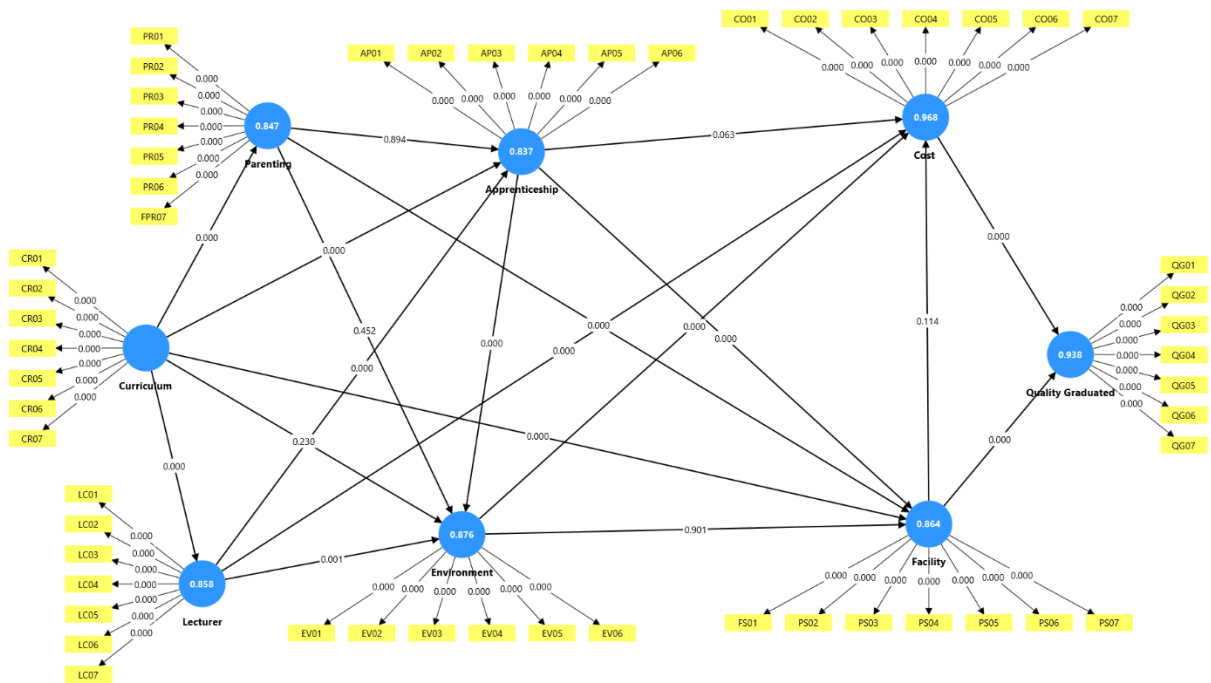 CO01 CO02 CO03 CO04 CO05 CO06 CO07
0.000 0.000 0.000 0.000 0.000 0.000 0.000
0.968
Cost
PR01
PR02
PR03
PR04
PR05
PR06
FPR07
0.000
0.000
0.000
0.000
0.000
0.000
0.000
0.847
Parenting
AP01 AP02 AP03 AP04 AP05 AP06
0.000 0.000 0.000 0.000 0.000 0.000
0.837
Apprenticeship
0.894
0.063
0.000
0.000
0.000
0.452
0.000
0.000
0.000
0.000
0.000
0.000
0.114
CR01
CR02
CR03
CR04
CR05
CR06
CR07
0.000
0.000
0.000
0.000
0.000
0.000
0.000
Curriculum
QG01
QG02
QG03
QG04
QG05
QG06
QG07
0.000
0.000
0.000
0.000
0.000
0.000
0.000
0.938
Quality Graduated
0.230
0.000
0.000
0.000
LC01
LC02
LC03
LC04
LC05
LC06
LC07
0.000
0.000
0.000
0.000
0.000
0.000
0.000
0.858
Lecturer
0.001
0.876
Environment
0.901
0.864
Facility
0.000 0.000 0.000 0.000 0.000 0.000
EV01 EV02 EV03 EV04 EV05 EV06
0.000 0.000 0.000 0.000 0.000 0.000 0.000
FS01 PS02 PS03 PS04 PS05 PS06 PS07